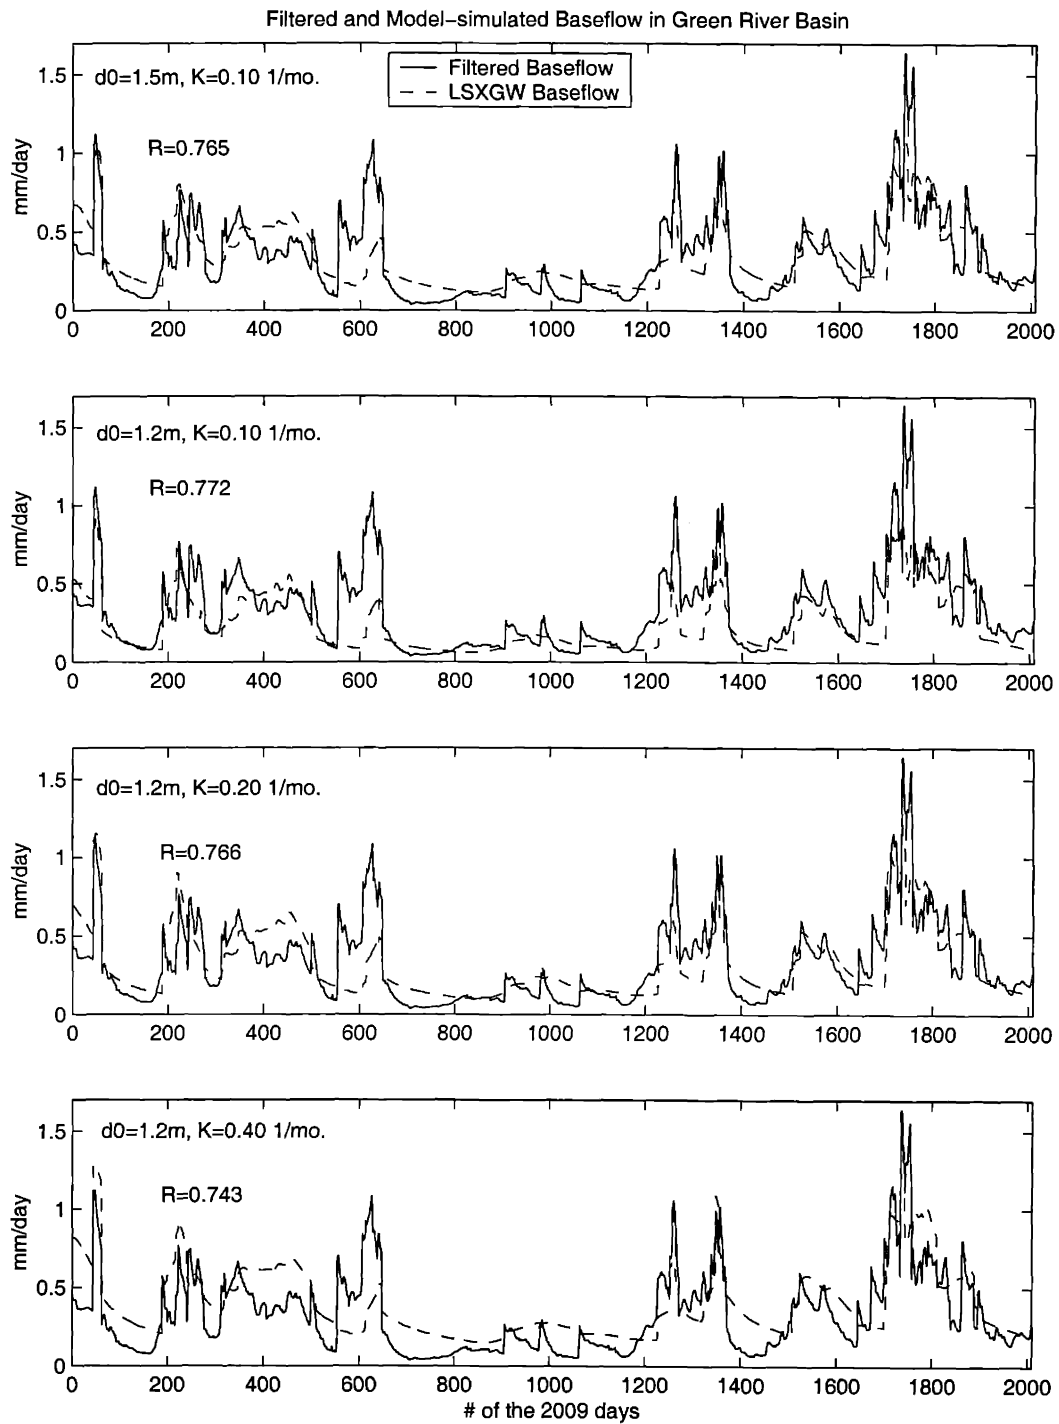 Filtered and Model-simulated Baseflow in Green River Basin
d0=1.5m, K=0.10 1/mo.
Filtered Baseflow
LSXGW Baseflow
R=0.765
mm/day
1.5
1
0.5
0
0 200 400 600 800 1000 1200 1400 1600 1800 2000
d0=1.2m, K=0.10 1/mo.
R=0.772
mm/day
1.5
1
0.5
0
0 200 400 600 800 1000 1200 1400 1600 1800 2000
d0=1.2m, K=0.20 1/mo.
R=0.766
mm/day
1.5
1
0.5
0
0 200 400 600 800 1000 1200 1400 1600 1800 2000
d0=1.2m, K=0.40 1/mo.
R=0.743
mm/day
1.5
1
0.5
0
0 200 400 600 800 1000 1200 1400 1600 1800 2000
# of the 2009 days